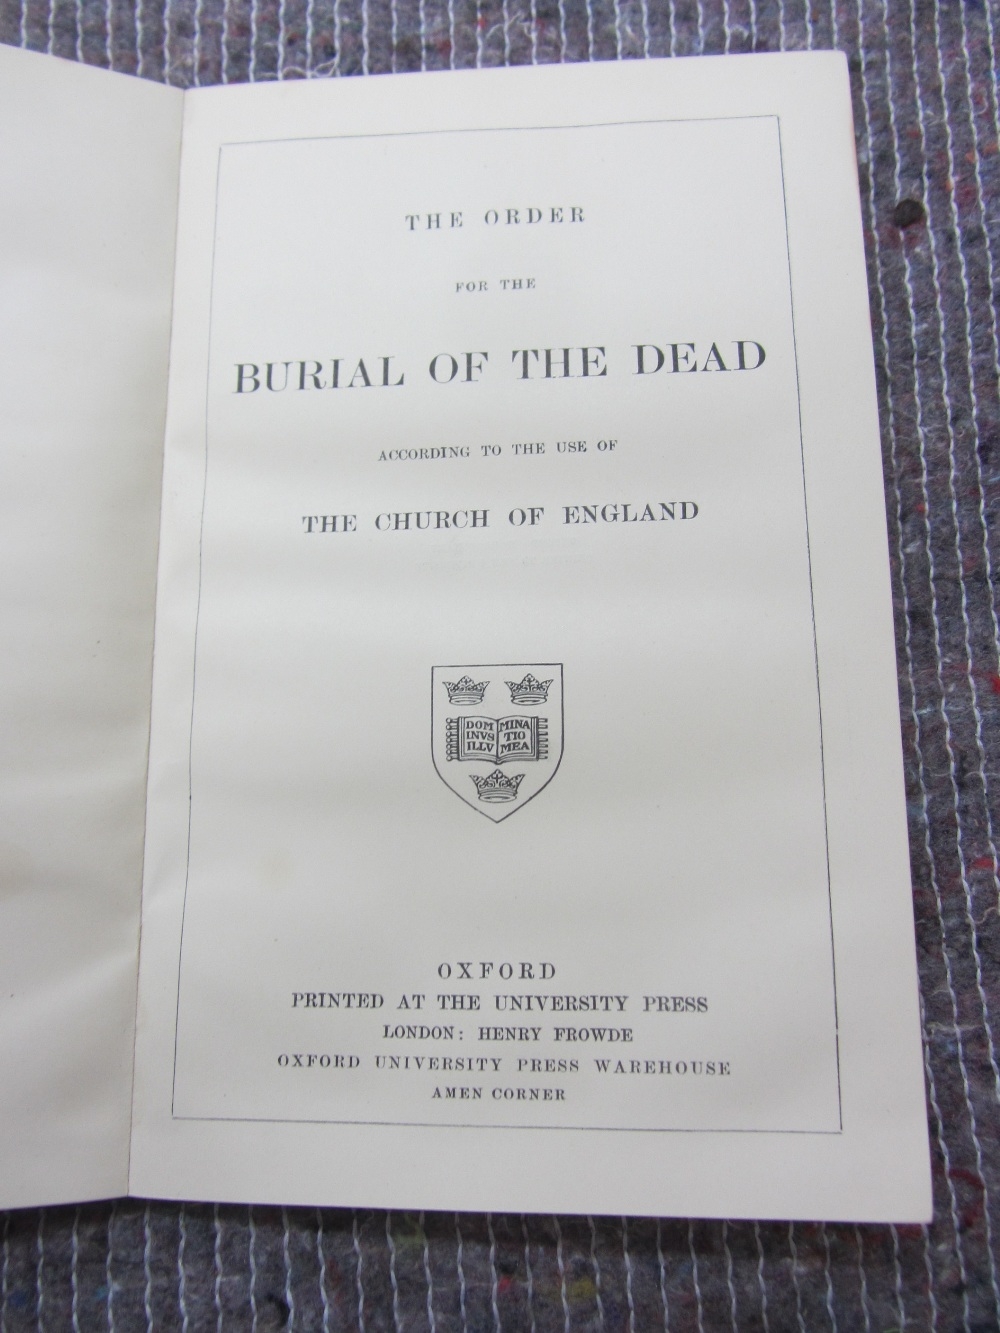 THE ORDER
FOR THE
BURIAL OF THE DEAD
ACCORDING TO THE USE OF
THE CHURCH OF ENGLAND
DOM MINA
INVS TIO
ILLV MEA
OXFORD
PRINTED AT THE UNIVERSITY PRESS
LONDON: HENRY FROWDE
OXFORD UNIVERSITY PRESS WAREHOUSE
AMEN CORNER